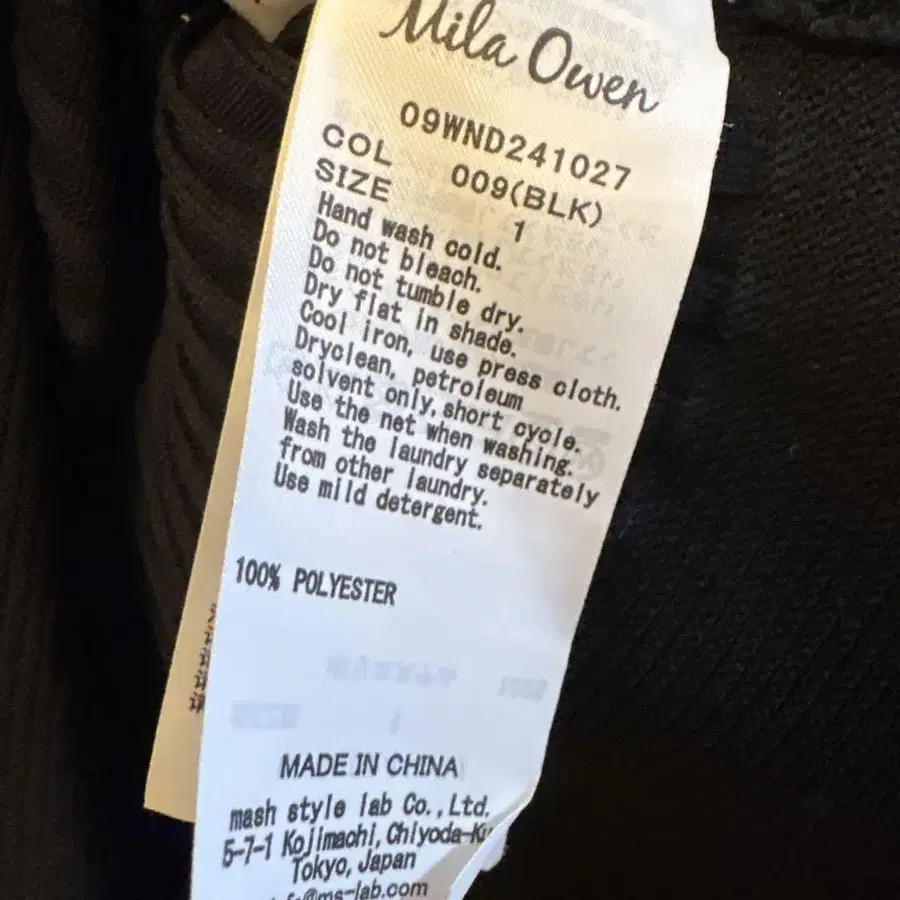 Mila Owen
09WND241027
COL 009(BLK)
SIZE 1
Hand wash cold.
Do not bleach.
Do not tumble dry.
Dry flat in shade.
Cool iron, use press cloth.
Dryclean, petroleum
solvent only, short cycle.
Use the net when washing.
Wash the laundry separately
from other laundry.
Use mild detergent.
100% POLYESTER
MADE IN CHINA
mash style lab Co., Ltd.
5-7-1 Kojimachi, Chiyoda-Ku
Tokyo, Japan
@ms-lab.com